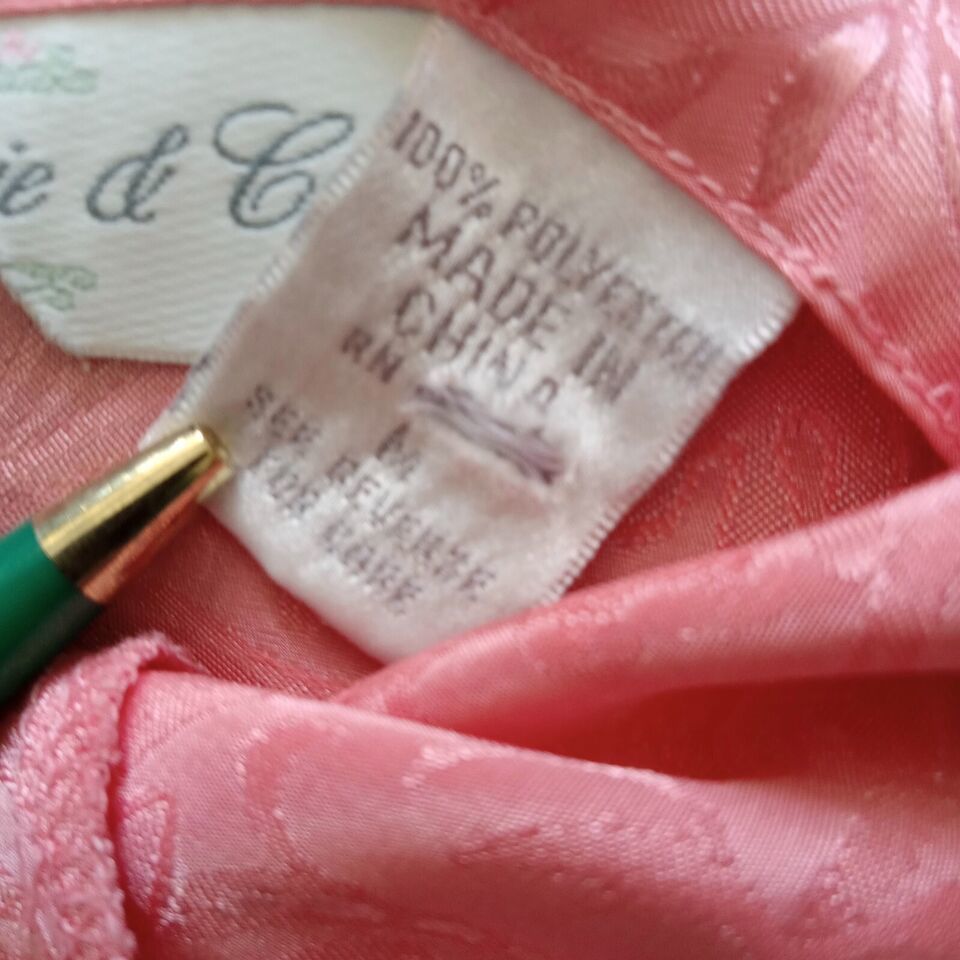 ie & C
100% POLYESTER
MADE IN
CHINA
RN
M
SEE REVERSE
FOR CARE